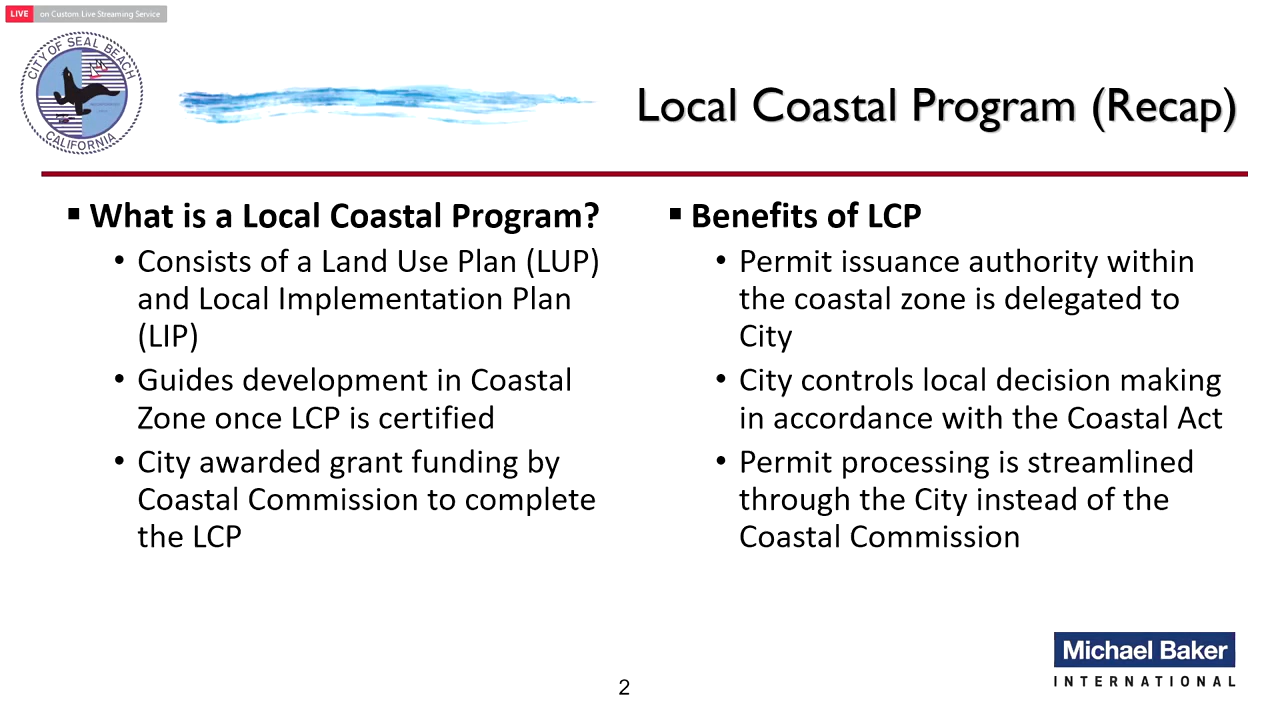 LIVE on Custom Live Streaming Service
CITY OF SEAL BEACH
CALIFORNIA
Local Coastal Program (Recap)
▪ What is a Local Coastal Program?
• Consists of a Land Use Plan (LUP)
and Local Implementation Plan
(LIP)
• Guides development in Coastal
Zone once LCP is certified
• City awarded grant funding by
Coastal Commission to complete
the LCP
▪ Benefits of LCP
• Permit issuance authority within
the coastal zone is delegated to
City
• City controls local decision making
in accordance with the Coastal Act
• Permit processing is streamlined
through the City instead of the
Coastal Commission
Michael Baker
INTERNATIONAL
2